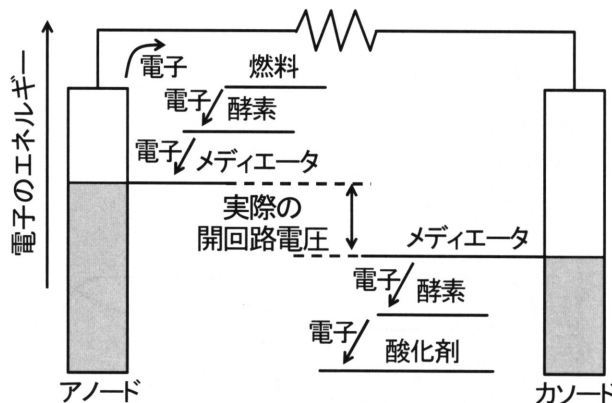 電子のエネルギー
電子
燃料
電子
酵素
電子
メディエータ
実際の
開回路電圧
メディエータ
電子
酵素
電子
酸化剤
アノード
カソード